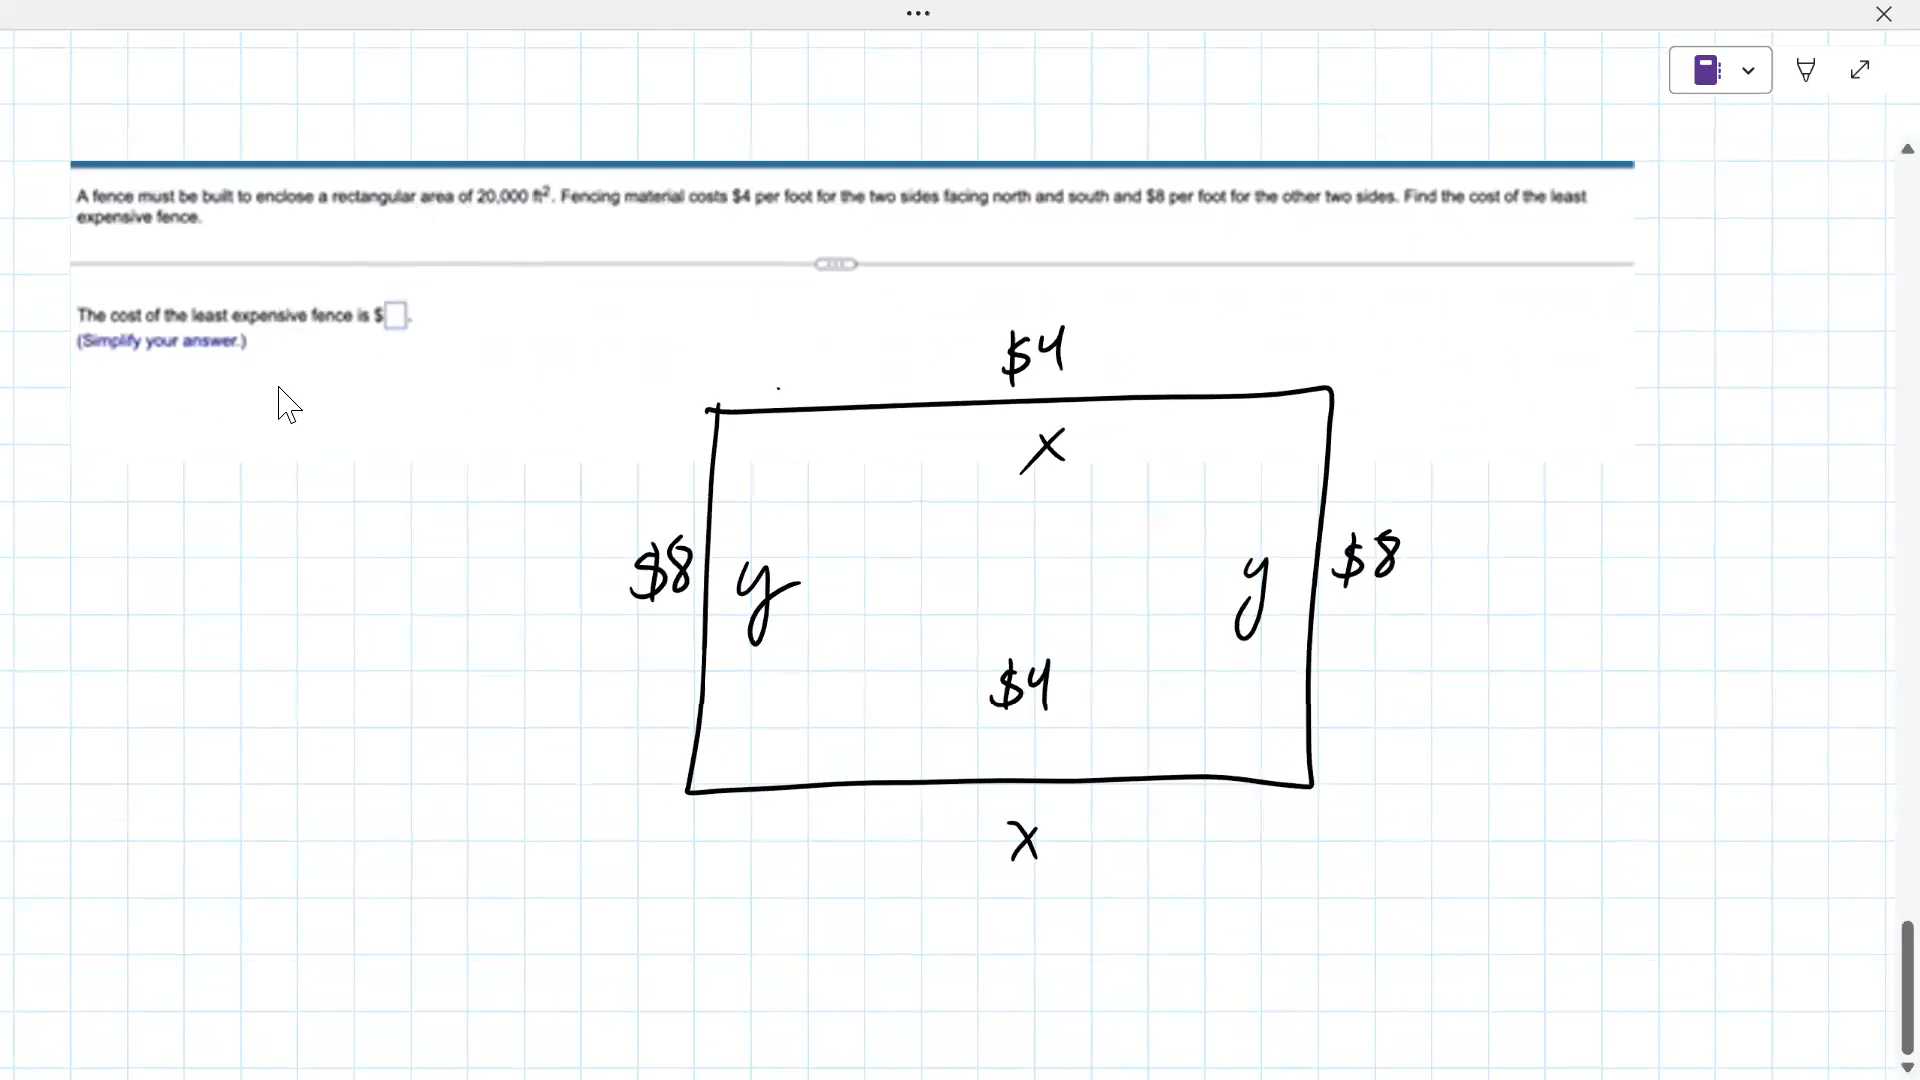 A fence must be built to enclose a rectangular area of 20,000 ft². Fencing material costs $4 per foot for the two sides facing north and south and $8 per foot for the other two sides. Find the cost of the least
expensive fence.
The cost of the least expensive fence is $ .
(Simplify your answer.)
$4
x
$8 y y $8
$4
x